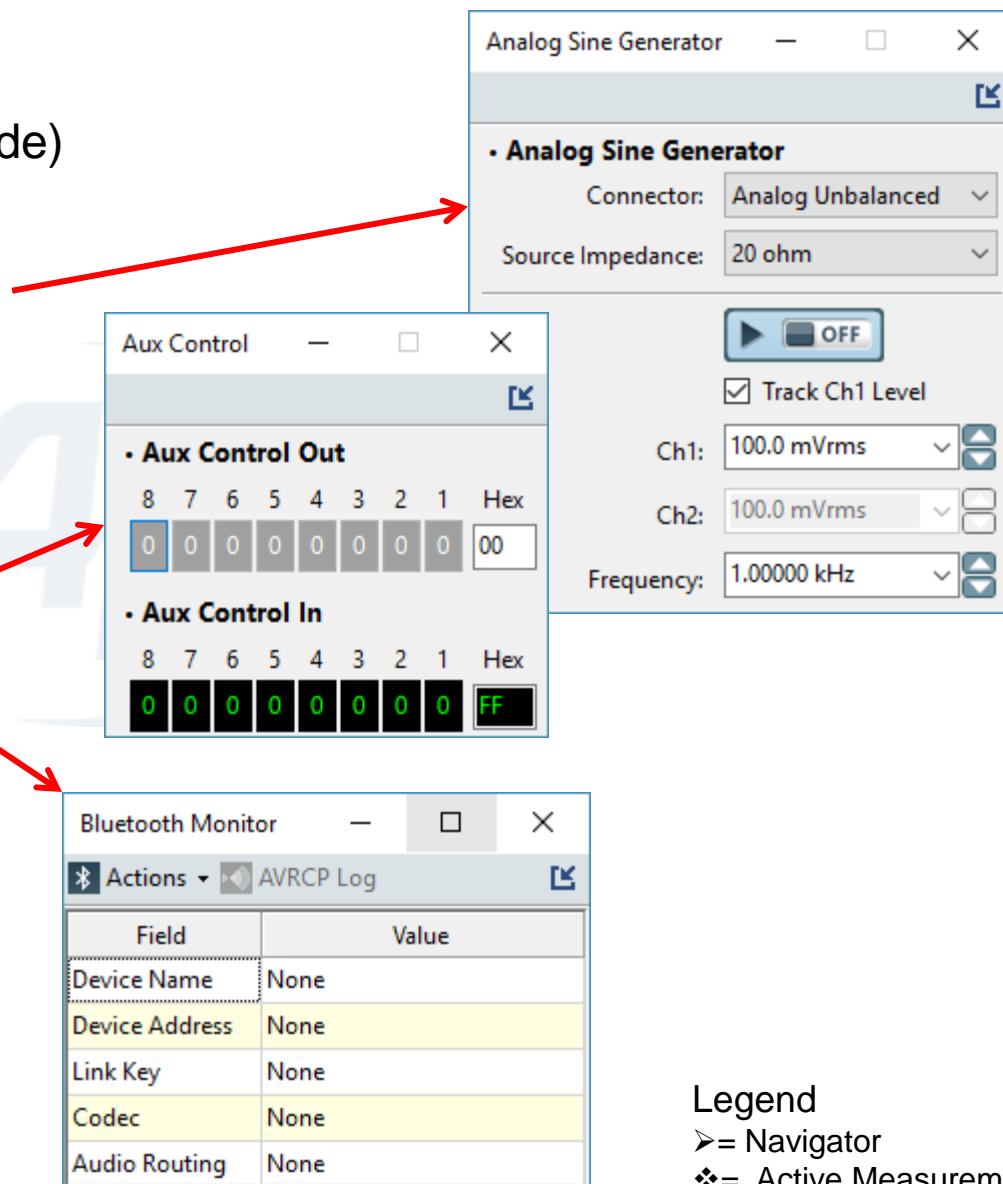 de)
Analog Sine Generator
• Analog Sine Generator
Connector: Analog Unbalanced
Source Impedance: 20 ohm
OFF
Track Ch1 Level
Ch1: 100.0 mVrms
Ch2: 100.0 mVrms
Frequency: 1.00000 kHz
Aux Control
• Aux Control Out
8 7 6 5 4 3 2 1 Hex
0 0 0 0 0 0 0 0 00
• Aux Control In
8 7 6 5 4 3 2 1 Hex
0 0 0 0 0 0 0 0 FF
Bluetooth Monitor
Actions AVRCP Log
Field Value
Device Name None
Device Address None
Link Key None
Codec None
Audio Routing None
Legend
➢= Navigator
❖= Active Measurem